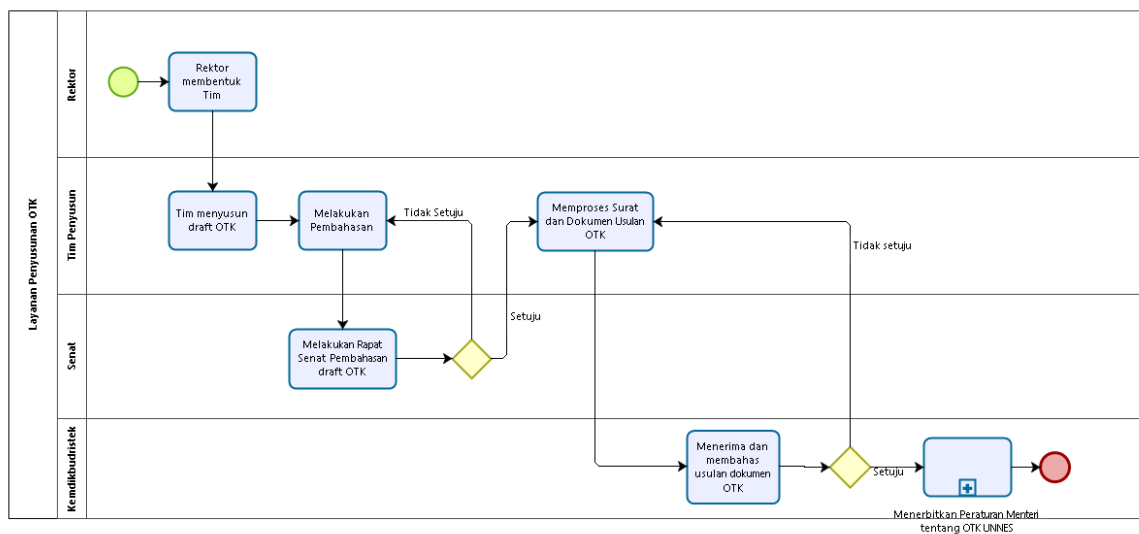 Layanan Penyusunan OTK
Rektor
Rektor
membentuk
Tim
Tim Penyusun
Tim menyusun
draft OTK
Melakukan
Pembahasan
Tidak Setuju
Memproses Surat
dan Dokumen Usulan
OTK
Tidak setuju
Senat
Melakukan Rapat
Senat Pembahasan
draft OTK
Setuju
Kemdikbudristek
Menerima dan
membahas
usulan dokumen
OTK
Setuju
Menerbitkan Peraturan Menteri
tentang OTK UNNES